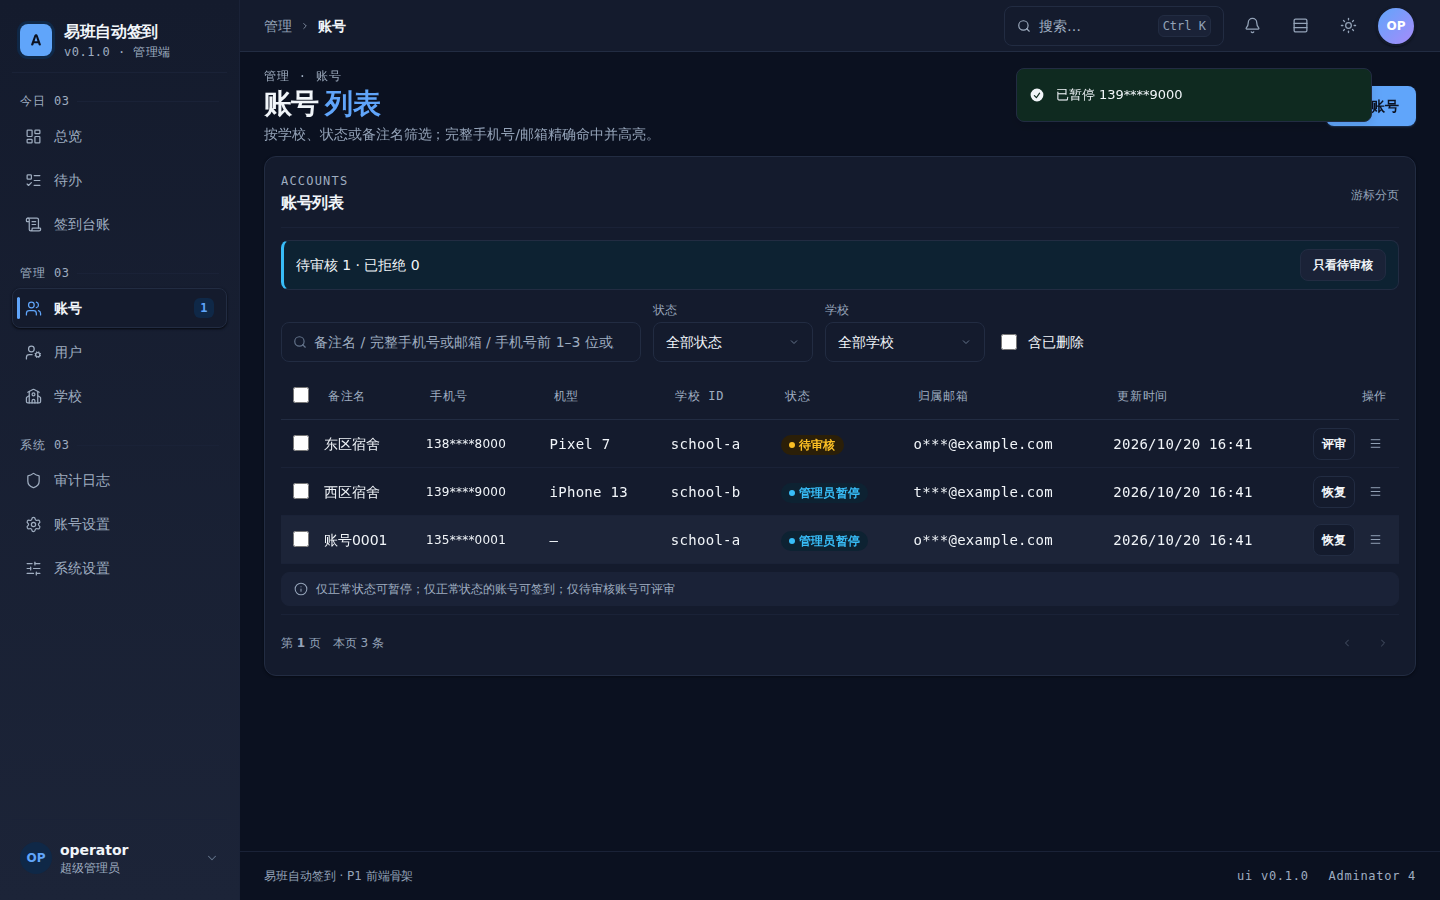 A
易班自动签到
v0.1.0 · 管理端
今日 03
总览
待办
签到台账
管理 03
账号 1
用户
学校
系统 03
审计日志
账号设置
系统设置
OP
operator
超级管理员
管理 › 账号
搜索… Ctrl K
OP
管理 · 账号
账号 列表
按学校、状态或备注名筛选；完整手机号/邮箱精确命中并高亮。
已暂停 139****9000
账号
ACCOUNTS
账号列表
游标分页
待审核 1 · 已拒绝 0
只看待审核
状态 学校
备注名 / 完整手机号或邮箱 / 手机号前 1–3 位或 全部状态 全部学校 含已删除
备注名 手机号 机型 学校 ID 状态 归属邮箱 更新时间 操作
东区宿舍 138****8000 Pixel 7 school-a 待审核 o***@example.com 2026/10/20 16:41 评审
西区宿舍 139****9000 iPhone 13 school-b 管理员暂停 t***@example.com 2026/10/20 16:41 恢复
账号0001 135****0001 — school-a 管理员暂停 o***@example.com 2026/10/20 16:41 恢复
仅正常状态可暂停；仅正常状态的账号可签到；仅待审核账号可评审
第 1 页 本页 3 条
易班自动签到 · P1 前端骨架
ui v0.1.0 Adminator 4